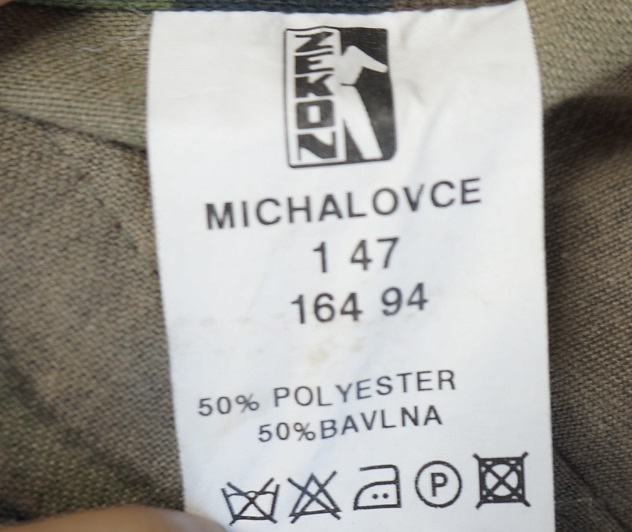 ZEKON
MICHALOVCE
1 47
164 94
50% POLYESTER
50% BAVLNA
P